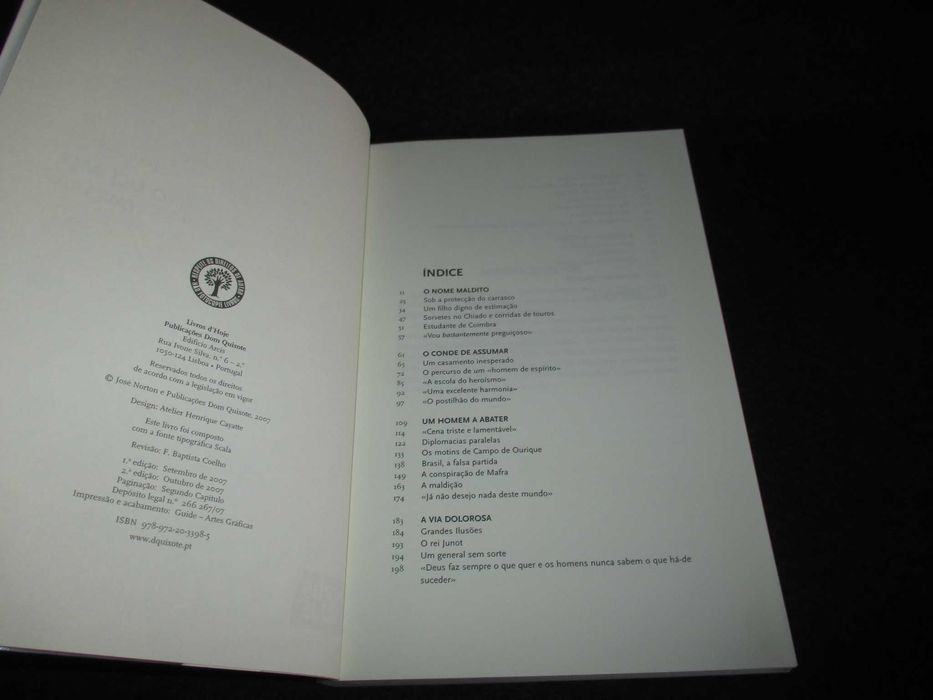 Livros d'Hoje
Publicações Dom Quixote
Edifício Arcis
Rua Ivone Silva, n.º 6 – 2.º
1050-124 Lisboa • Portugal
Reservados todos os direitos
de acordo com a legislação em vigor
© José Norton e Publicações Dom Quixote, 2007
Design: Atelier Henrique Cayatte
Este livro foi composto
com a fonte tipográfica Scala
Revisão: F. Baptista Coelho
1.ª edição: Setembro de 2007
2.ª edição: Outubro de 2007
Paginação: Segundo Capítulo
Depósito legal n.º 266 267/07
Impressão e acabamento: Guide – Artes Gráficas
ISBN 978-972-20-3398-5
www.dquixote.pt
ÍNDICE
11 O NOME MALDITO
25 Sob a protecção do carrasco
34 Um filho digno de estimação
47 Sorvetes no Chiado e corridas de touros
51 Estudante de Coimbra
57 «Vou bastantemente preguiçoso»
61 O CONDE DE ASSUMAR
65 Um casamento inesperado
72 O percurso de um «homem de espírito»
85 «A escola do heroísmo»
92 «Uma excelente harmonia»
97 «O postilhão do mundo»
109 UM HOMEM A ABATER
114 «Cena triste e lamentável»
122 Diplomacias paralelas
133 Os motins de Campo de Ourique
138 Brasil, a falsa partida
149 A conspiração de Mafra
163 A maldição
174 «Já não desejo nada deste mundo»
183 A VIA DOLOROSA
184 Grandes Ilusões
193 O rei Junot
194 Um general sem sorte
198 «Deus faz sempre o que quer e os homens nunca sabem o que há-de
suceder»